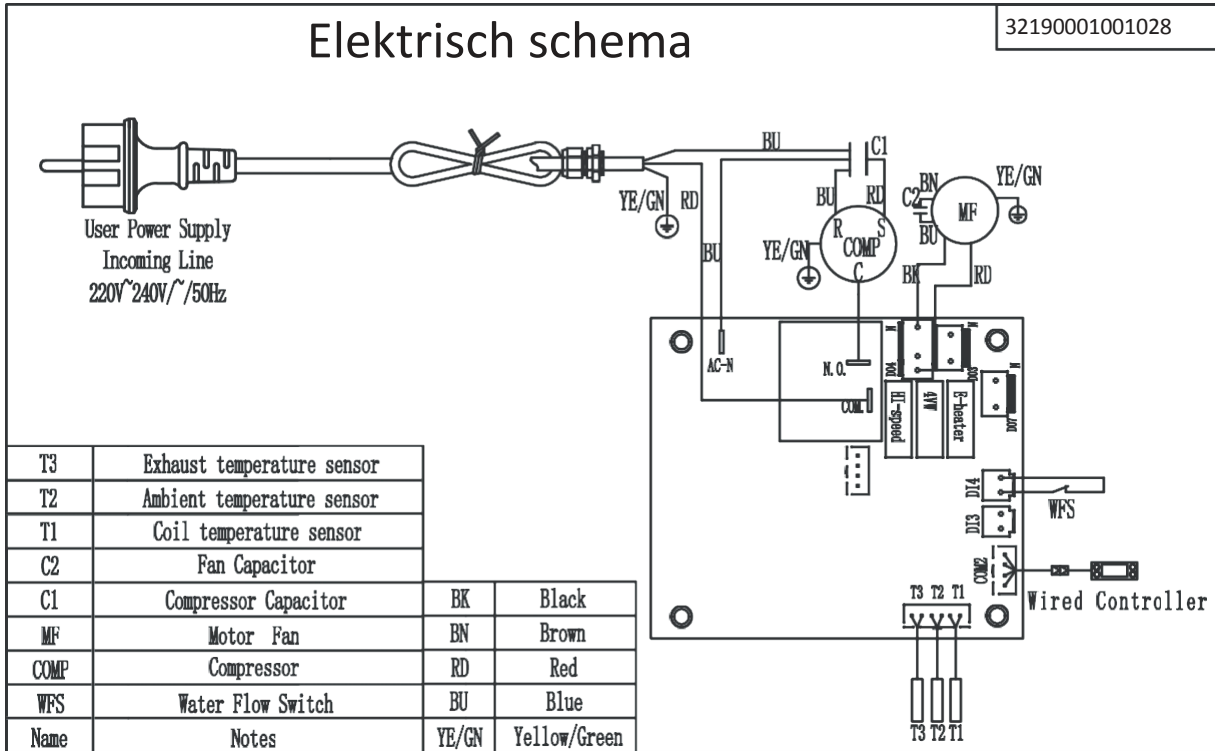 Elektrisch schema
32190001001028
BU
C1
BU
RD
YE/GN
RD
BU
YE/GN
R
S
COMP
C
C2
BN
YE/GN
MF
BU
BK
RD
User Power Supply
Incoming Line
220V~240V/~/50Hz
AC-N
N.O.
COM.
N
DO4
N
DO3
N
DO7
HI-speed
4VW
E-heater
DI4
WFS
DI3
COM2
Wired Controller
T3 T2 T1
T3 T2 T1
T3 Exhaust temperature sensor
T2 Ambient temperature sensor
T1 Coil temperature sensor
C2 Fan Capacitor
C1 Compressor Capacitor BK Black
MF Motor Fan BN Brown
COMP Compressor RD Red
WFS Water Flow Switch BU Blue
Name Notes YE/GN Yellow/Green